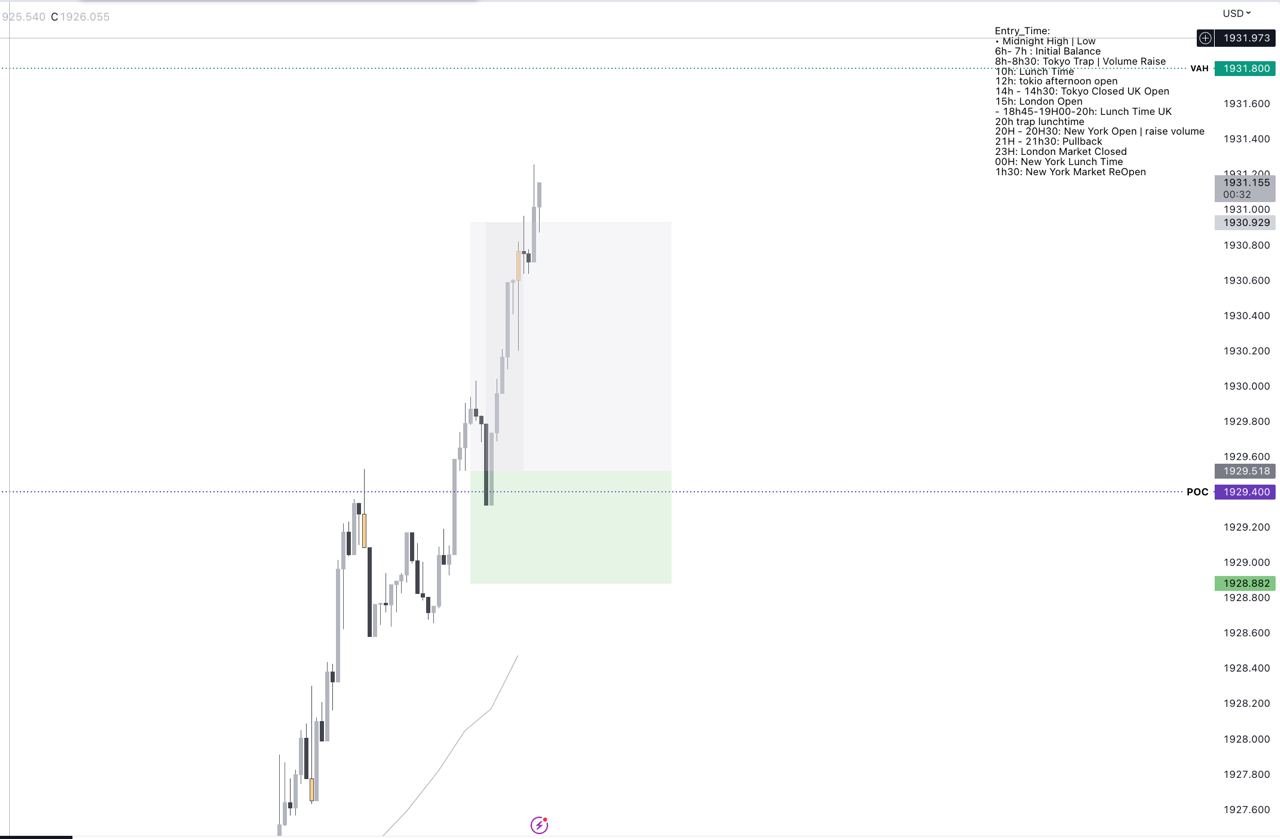 925.540 C1926.055
USD
Entry_Time:
• Midnight High | Low
6h- 7h : Initial Balance
8h-8h30: Tokyo Trap | Volume Raise
10h: Lunch Time
12h: tokio afternoon open
14h - 14h30: Tokyo Closed UK Open
15h: London Open
- 18h45-19H00-20h: Lunch Time UK
20h trap lunchtime
20H - 20H30: New York Open | raise volume
21H - 21h30: Pullback
23H: London Market Closed
00H: New York Lunch Time
1h30: New York Market ReOpen
1931.973
VAH 1931.800
1931.600
1931.400
1931.200
1931.155
00:32
1931.000
1930.929
1930.800
1930.600
1930.400
1930.200
1930.000
1929.800
1929.600
1929.518
POC 1929.400
1929.200
1929.000
1928.882
1928.800
1928.600
1928.400
1928.200
1928.000
1927.800
1927.600